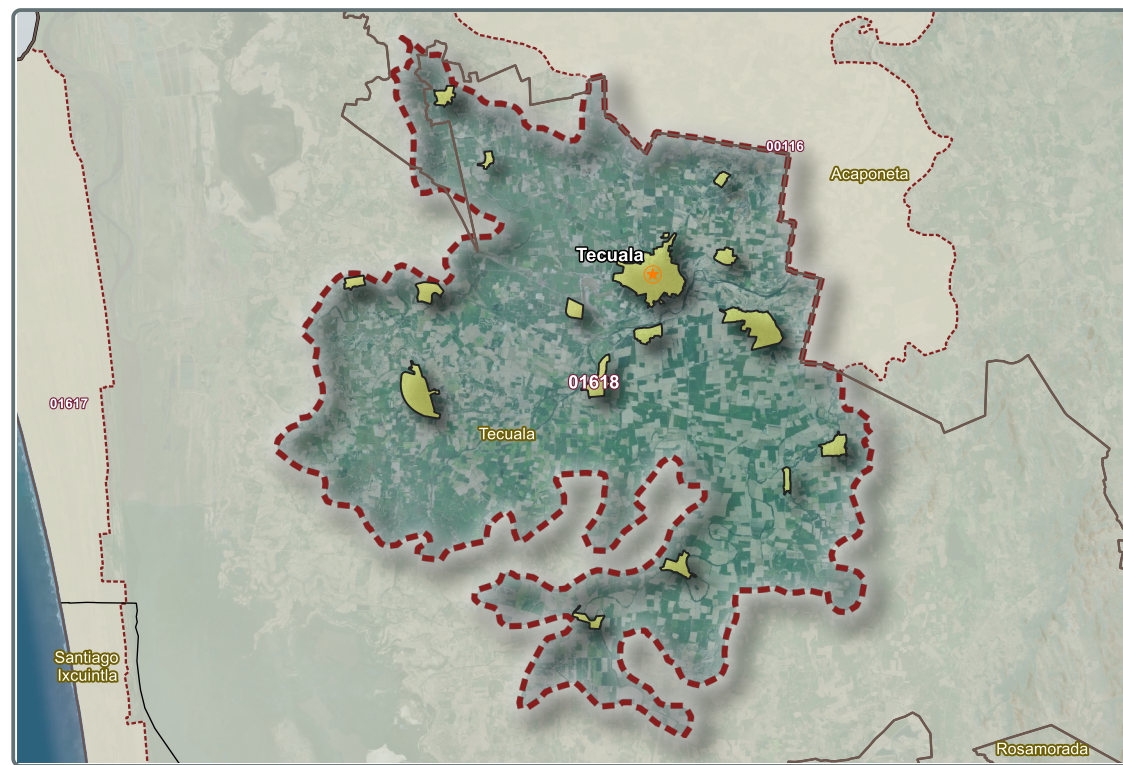 00116
Acaponeta
Tecuala
01618
01617
Tecuala
Santiago
Ixcuintla
Rosamorada